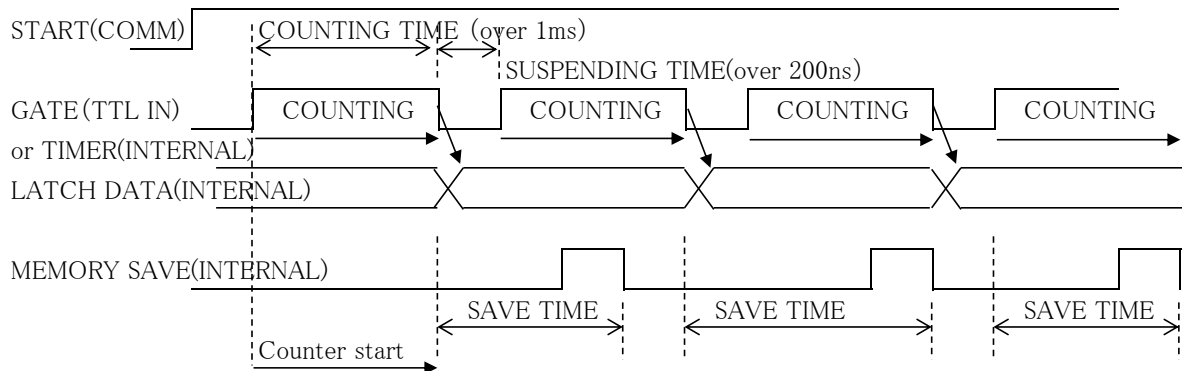 START(COMM)
COUNTING TIME (over 1ms)
SUSPENDING TIME(over 200ns)
GATE(TTL IN)
COUNTING COUNTING COUNTING COUNTING
or TIMER(INTERNAL)
LATCH DATA(INTERNAL)
MEMORY SAVE(INTERNAL)
SAVE TIME SAVE TIME SAVE TIME
Counter start